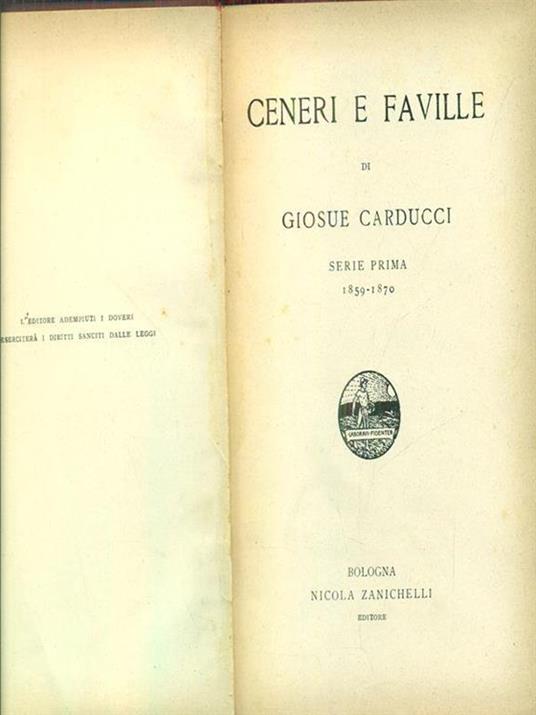 L'EDITORE ADEMPIUTI I DOVERI
ESERCITERÀ I DIRITTI SANCITI DALLE LEGGI
CENERI E FAVILLE
DI
GIOSUE CARDUCCI
SERIE PRIMA
1859-1870
LABORAVI FIDENTER
BOLOGNA
NICOLA ZANICHELLI
EDITORE